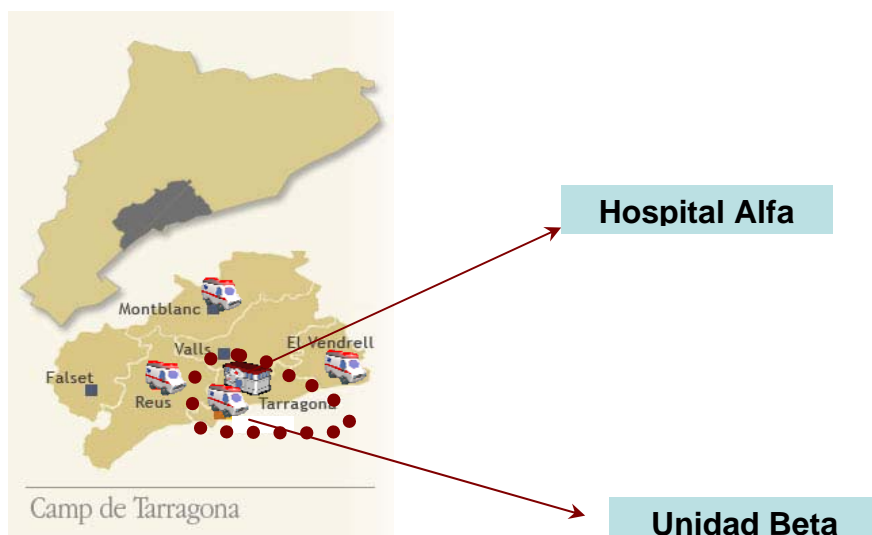 Hospital Alfa
Montblanc
Valls
El Vendrell
Falset
Reus
Tarragona
Camp de Tarragona
Unidad Beta